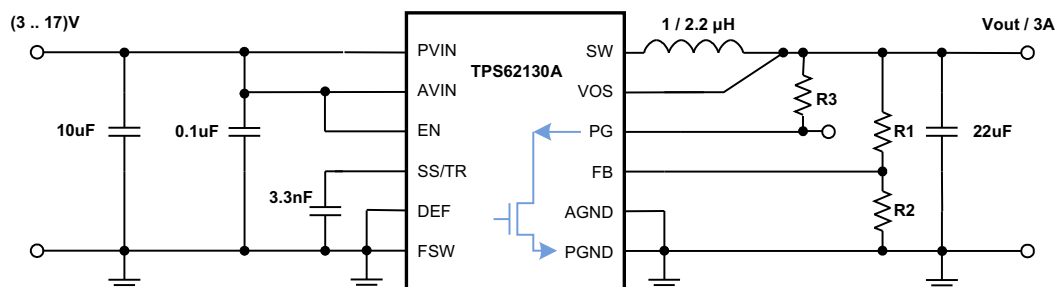 (3 .. 17)V
1 / 2.2 µH
Vout / 3A
TPS62130A
PVIN
AVIN
EN
SS/TR
DEF
FSW
SW
VOS
PG
FB
AGND
PGND
10uF
0.1uF
3.3nF
R3
R1
R2
22uF